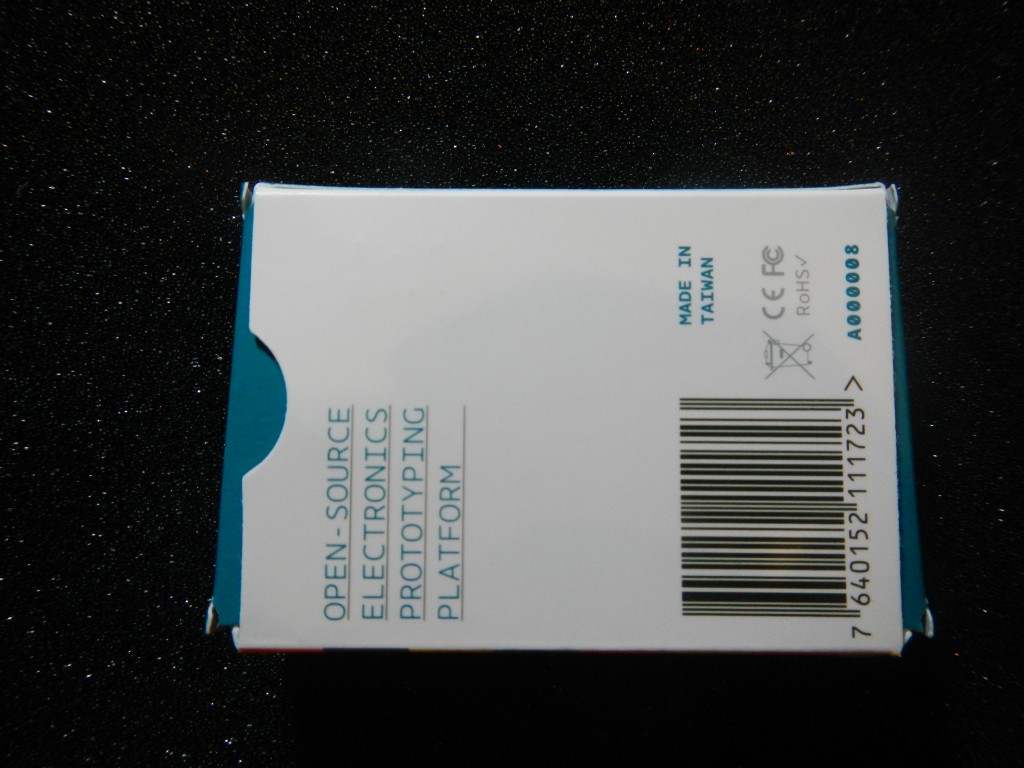 OPEN-SOURCE
ELECTRONICS
PROTOTYPING
PLATFORM
MADE IN
TAIWAN
CE FC
RoHS✓
A000008
7 640152 111723 >